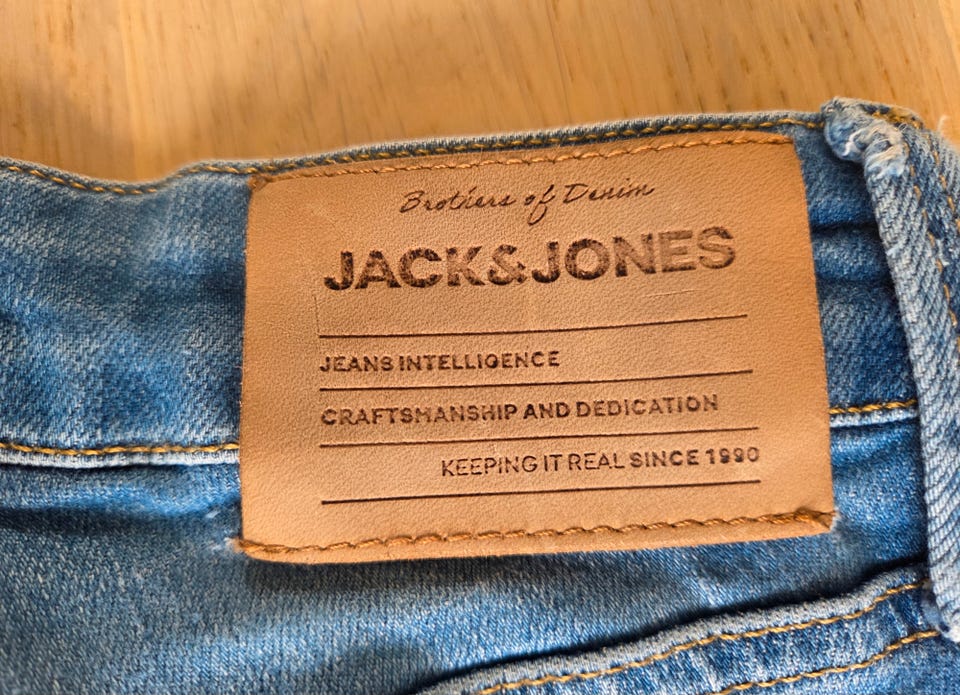 Brothers of Denim
JACK&JONES
JEANS INTELLIGENCE
CRAFTSMANSHIP AND DEDICATION
KEEPING IT REAL SINCE 1990